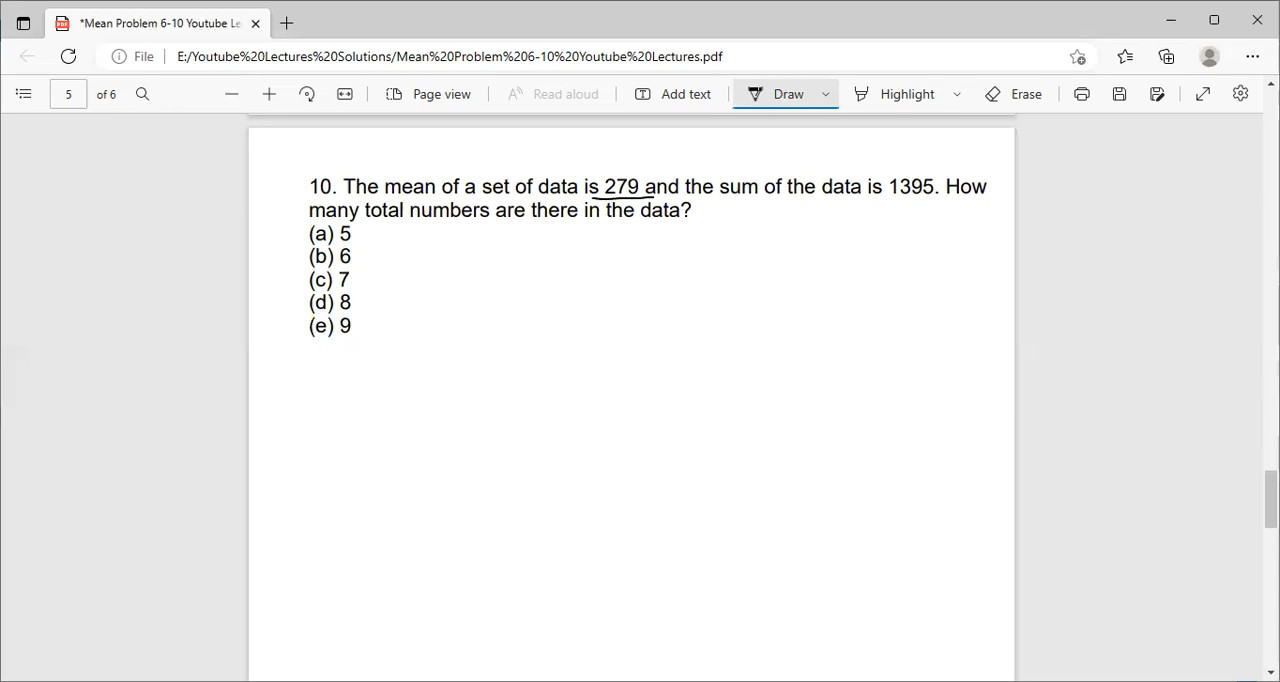 *Mean Problem 6-10 Youtube Le
File
E:/Youtube%20Lectures%20Solutions/Mean%20Problem%206-10%20Youtube%20Lectures.pdf
5 of 6 Page view Read aloud Add text Draw Highlight Erase
10. The mean of a set of data is 279 and the sum of the data is 1395. How
many total numbers are there in the data?
(a) 5
(b) 6
(c) 7
(d) 8
(e) 9